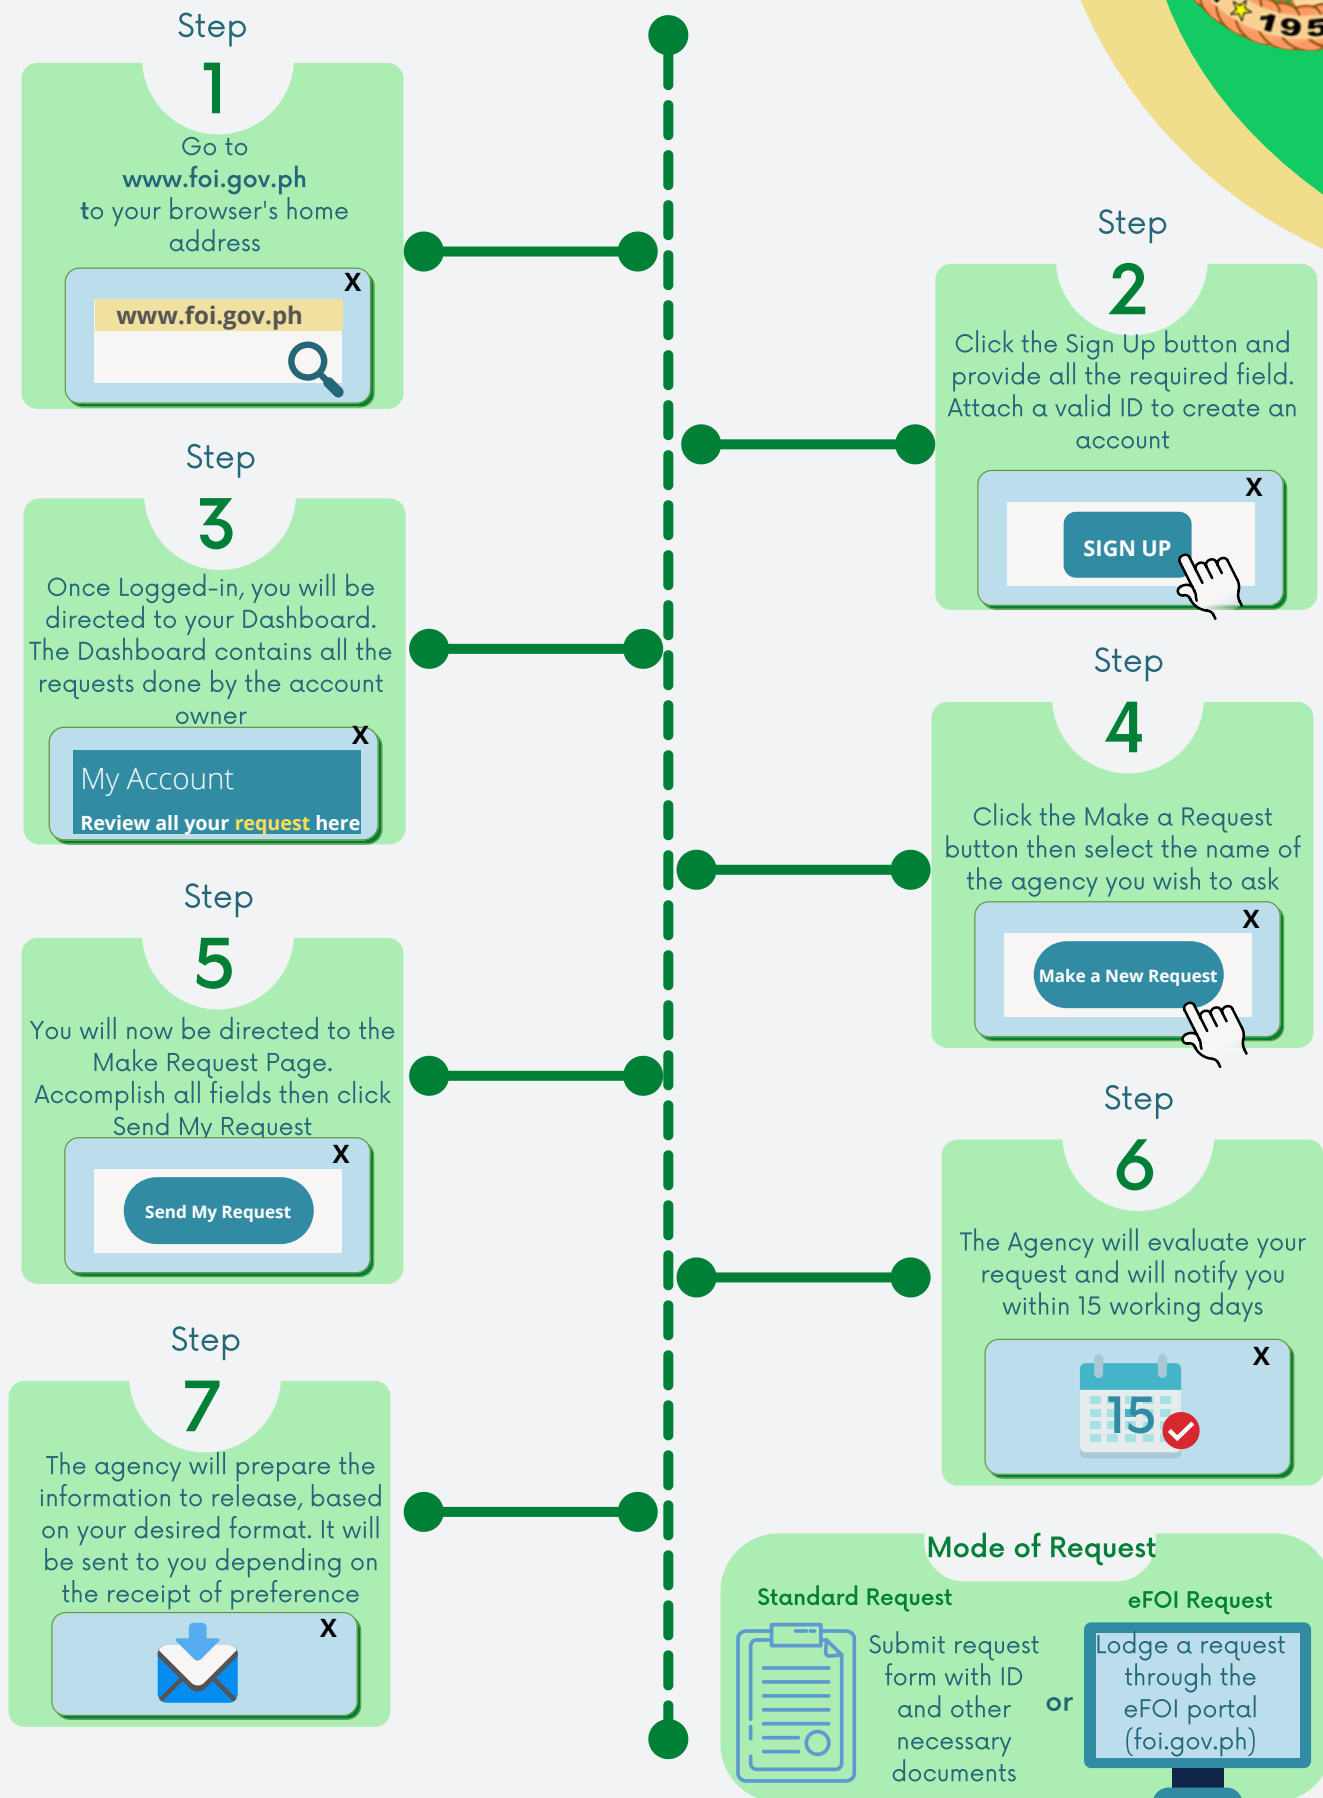 195
Step
1
Go to
www.foi.gov.ph
to your browser's home
address
X
www.foi.gov.ph
Step
2
Click the Sign Up button and
provide all the required field.
Attach a valid ID to create an
account
X
SIGN UP
Step
3
Once Logged-in, you will be
directed to your Dashboard.
The Dashboard contains all the
requests done by the account
owner
X
My Account
Review all your request here
Step
4
Click the Make a Request
button then select the name of
the agency you wish to ask
X
Make a New Request
Step
5
You will now be directed to the
Make Request Page.
Accomplish all fields then click
Send My Request
X
Send My Request
Step
6
The Agency will evaluate your
request and will notify you
within 15 working days
X
15
Step
7
The agency will prepare the
information to release, based
on your desired format. It will
be sent to you depending on
the receipt of preference
X
Mode of Request
Standard Request
Submit request
form with ID
and other
necessary
documents
or
eFOI Request
Lodge a request
through the
eFOI portal
(foi.gov.ph)